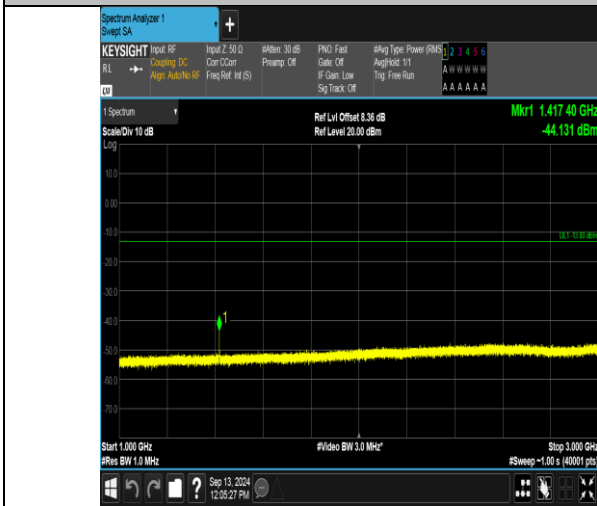 Spectrum Analyzer 1
Swept SA
+
KEYSIGHT Input: RF Input Z: 50 Ω #Atten: 30 dB PNO: Fast #Avg Type: Power (RMS 1 2 3 4 5 6
RL Coupling: DC Corr CCorr Preamp: Off Gate: Off Avg|Hold: 1/1 A W W W W W
Align: Auto/No RF Freq Ref: Int (S) IF Gain: Low Trig: Free Run
Sig Track: Off A A A A A A
1 Spectrum Ref Lvl Offset 8.36 dB Mkr1 1.417 40 GHz
Scale/Div 10 dB Ref Level 20.00 dBm -44.131 dBm
Log
10.0
0.00
-10.0
DL1 -13.00 dBm
-20.0
-30.0
1
-40.0
-50.0
-60.0
-70.0
Start 1.000 GHz #Video BW 3.0 MHz* Stop 3.000 GHz
#Res BW 1.0 MHz #Sweep ~1.00 s (40001 pts)
? Sep 13, 2024
12:05:27 PM